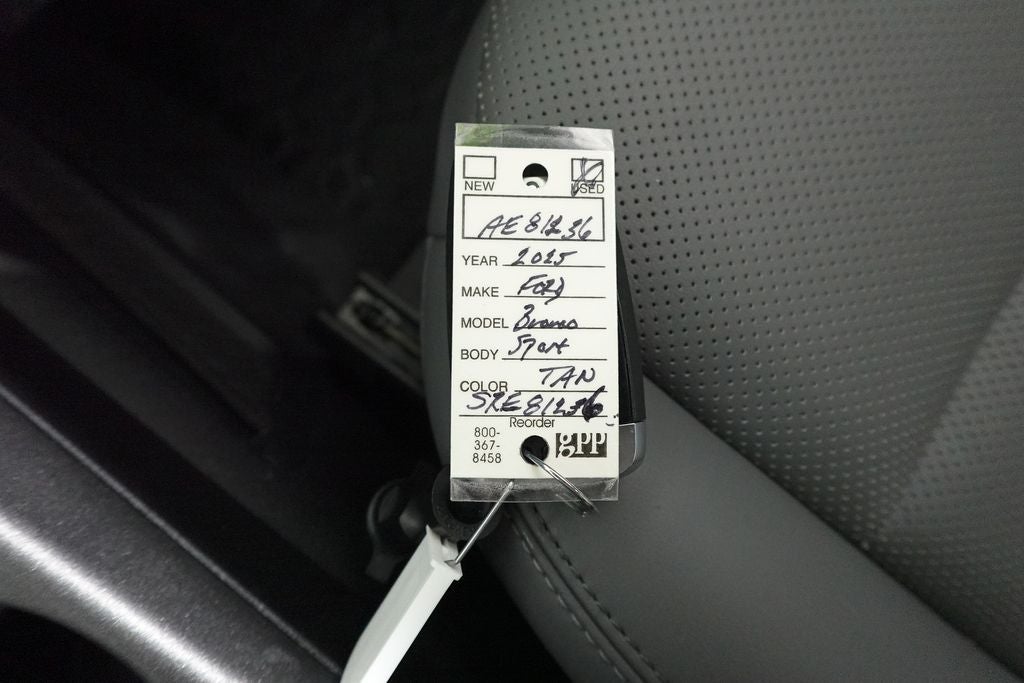 NEW USED
AE81236
YEAR 2025
MAKE Ford
MODEL Bronco
BODY Sport
COLOR TAN
SRE81236
Reorder
800-
367-
8458
gpp